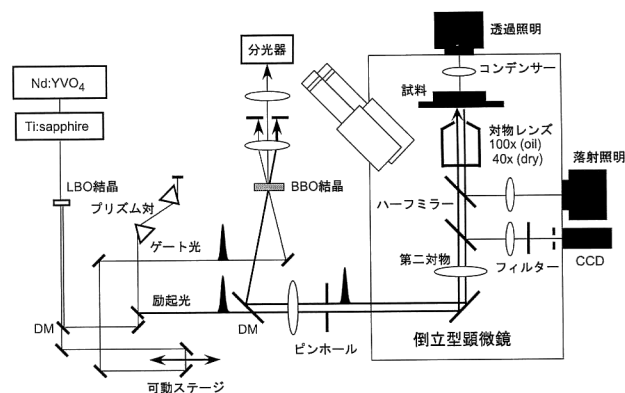 透過照明
分光器
コンデンサー
Nd:YVO4
試料
Ti:sapphire
対物レンズ
100x (oil)
40x (dry)
落射照明
LBO結晶
BBO結晶
プリズム対
ハーフミラー
ゲート光
第二対物
フィルター
CCD
励起光
DM
DM
ピンホール
倒立型顕微鏡
可動ステージ